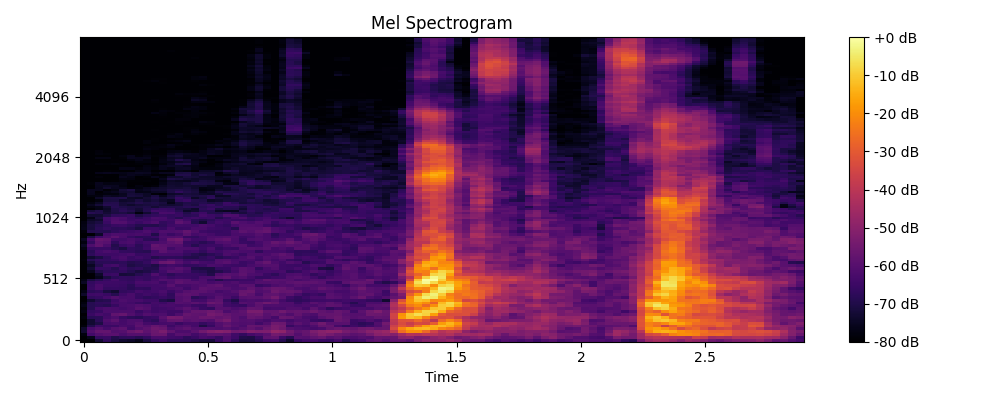 Mel Spectrogram
+0 dB
-10 dB
-20 dB
-30 dB
-40 dB
-50 dB
-60 dB
-70 dB
-80 dB
Hz
4096
2048
1024
512
0
0
0.5
1
1.5
2
2.5
Time